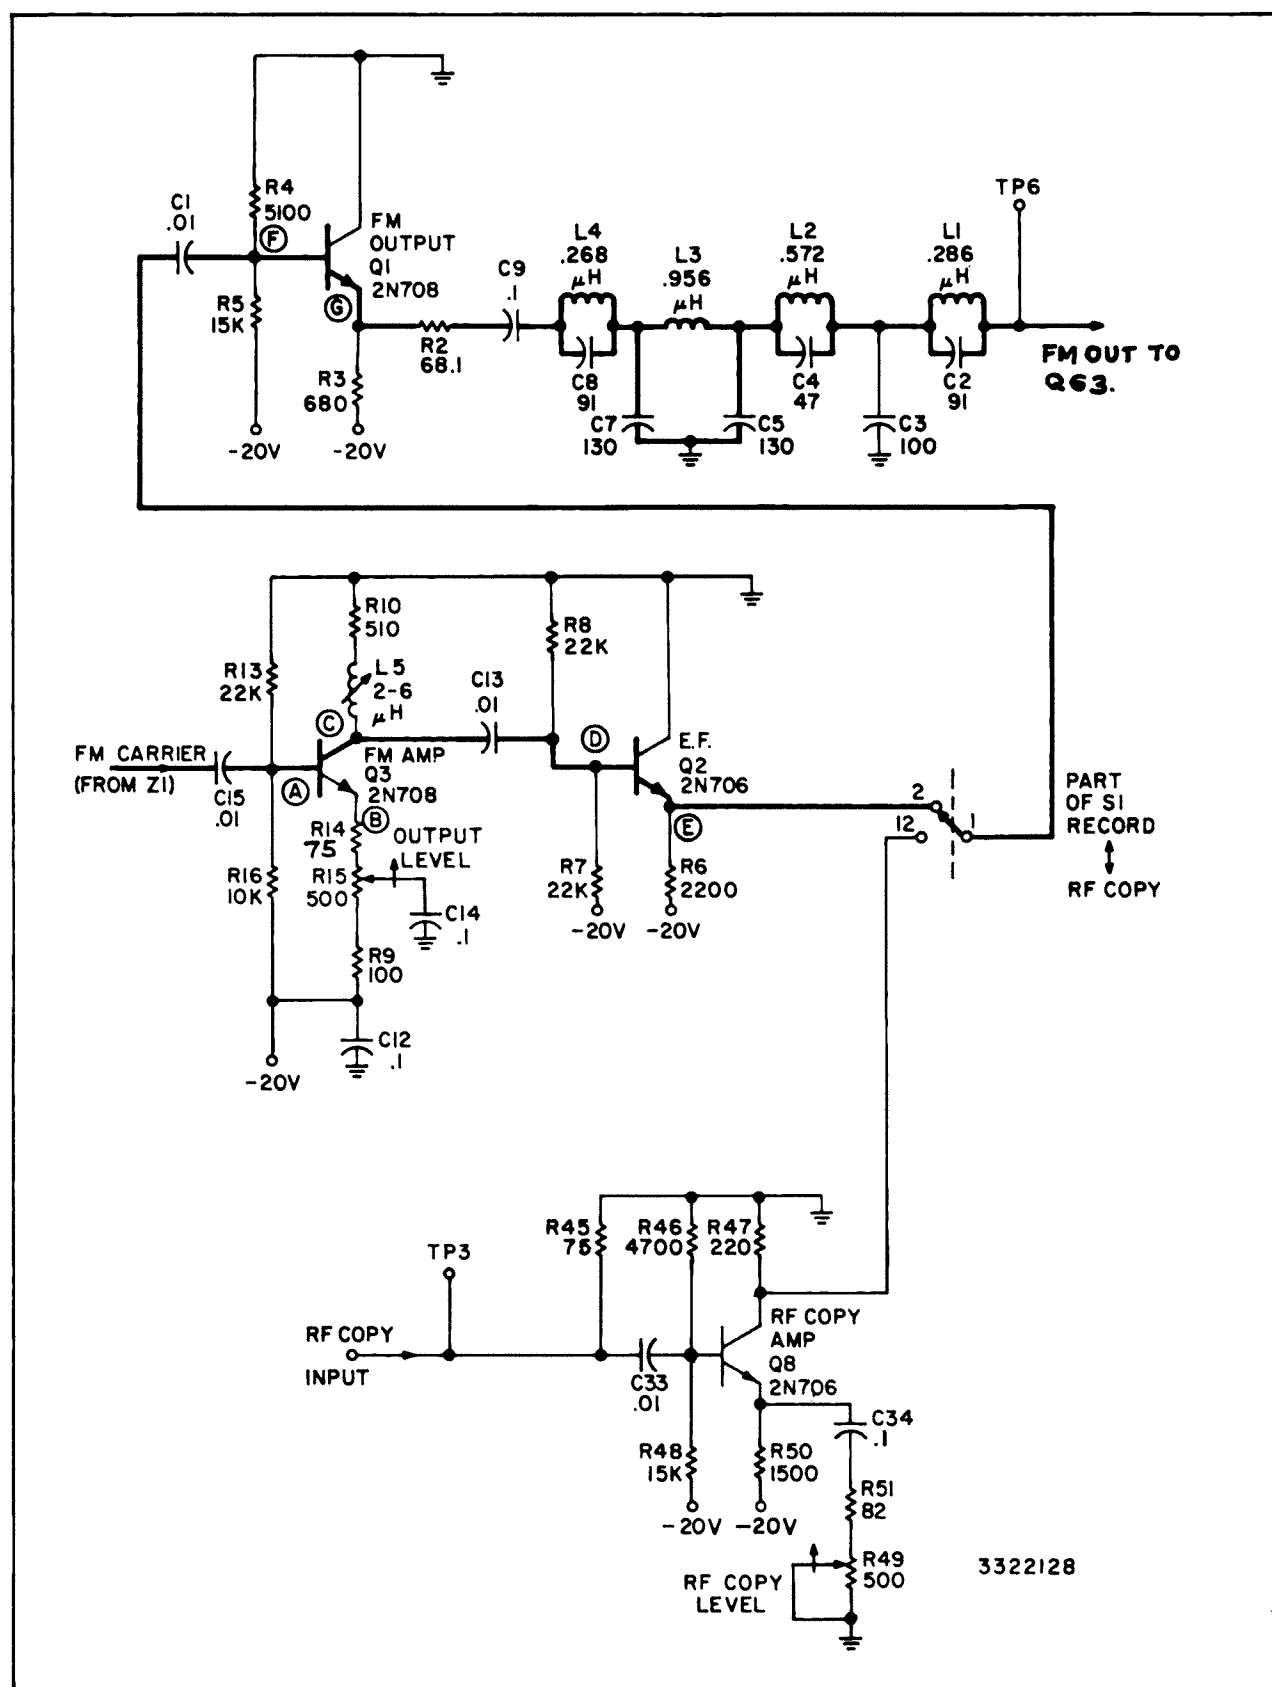 R4
5100
C1
.01
F
FM
OUTPUT
Q1
2N708
G
R5
15K
R3
680
-20V
-20V
R2
68.1
C9
.1
L4
.268
μH
C8
91
L3
.956
μH
C7
130
C5
130
L2
.572
μH
C4
47
C3
100
L1
.286
μH
C2
91
TP6
FM OUT TO
Q63.
R10
510
R8
22K
R13
22K
L5
2-6
μH
C
C13
.01
FM CARRIER
(FROM Z1)
C15
.01
A
FM AMP
Q3
2N708
B
D
E.F.
Q2
2N706
E
R14
75
OUTPUT
LEVEL
R16
10K
R15
500
C14
.1
R9
100
C12
.1
-20V
R7
22K
R6
2200
-20V
-20V
2
12
1
PART
OF S1
RECORD
RF COPY
R45
75
R46
4700
R47
220
TP3
RF COPY
INPUT
C33
.01
RF COPY
AMP
Q8
2N706
R48
15K
R50
1500
C34
.1
-20V
-20V
R51
82
R49
500
RF COPY
LEVEL
3322128